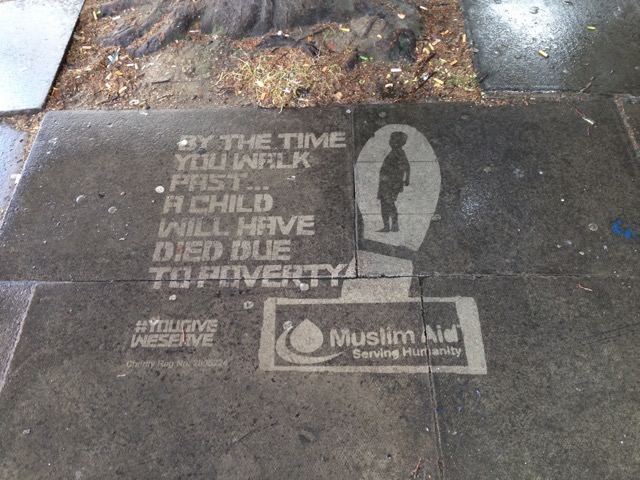 BY THE TIME
YOU WALK
PAST...
A CHILD
WILL HAVE
DIED DUE
TO POVERTY
#YOUGIVE
WESERVE
Charity Reg No:
Muslim Aid
Serving Humanity